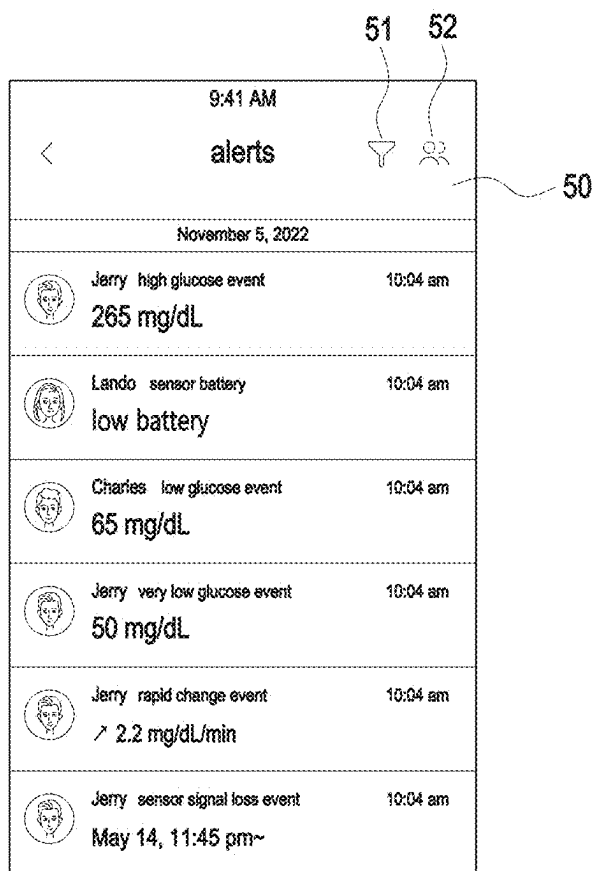 51 52
9:41 AM
alerts
50
November 5, 2022
Jerry high glucose event 10:04 am
265 mg/dL
Lando sensor battery 10:04 am
low battery
Charles low glucose event 10:04 am
65 mg/dL
Jerry very low glucose event 10:04 am
50 mg/dL
Jerry rapid change event 10:04 am
↗ 2.2 mg/dL/min
Jerry sensor signal loss event 10:04 am
May 14, 11:45 pm~